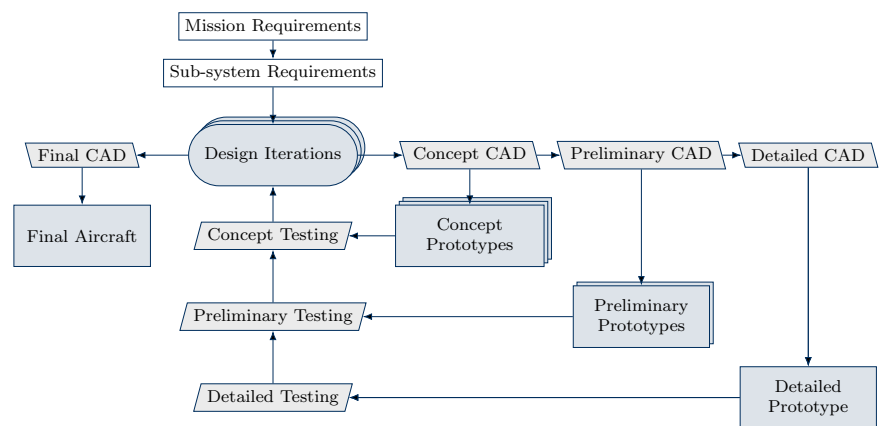 Mission Requirements
Sub-system Requirements
Final CAD
Design Iterations
Concept CAD
Preliminary CAD
Detailed CAD
Final Aircraft
Concept Testing
Concept
Prototypes
Preliminary Testing
Preliminary
Prototypes
Detailed Testing
Detailed
Prototype